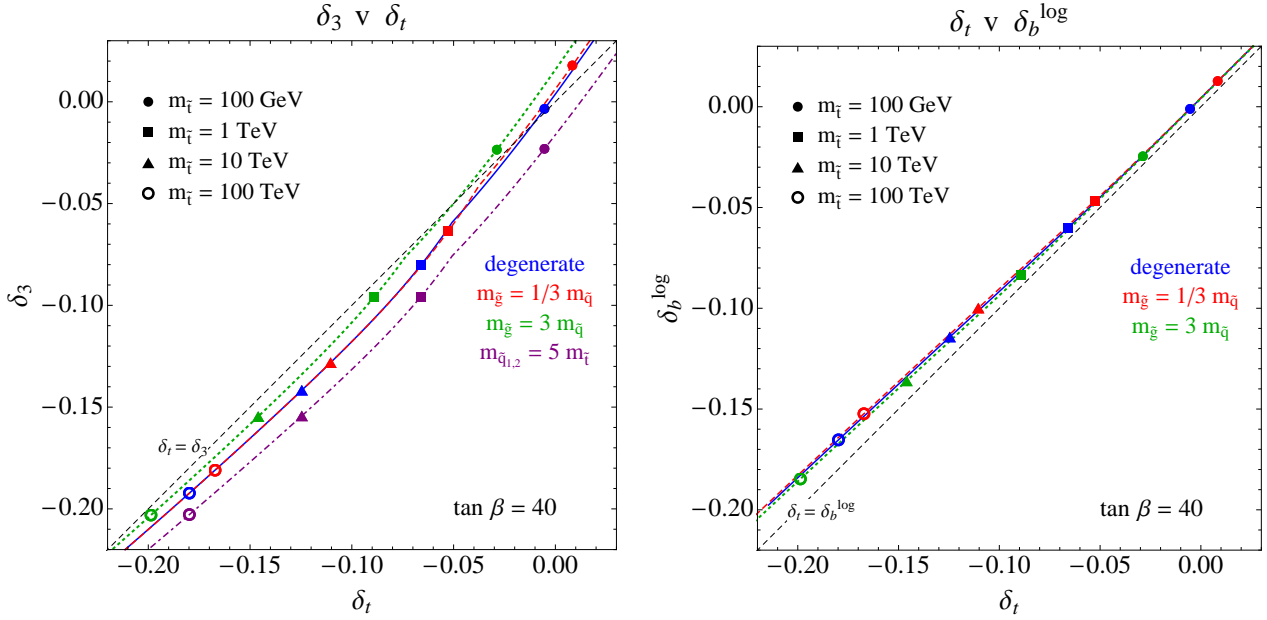 δ₃ v δₜ
0.00
−0.05
−0.10
−0.15
−0.20
δ₃
m_t̃ = 100 GeV
m_t̃ = 1 TeV
m_t̃ = 10 TeV
m_t̃ = 100 TeV
degenerate
m_g̃ = 1/3 m_q̃
m_g̃ = 3 m_q̃
m_q̃₁,₂ = 5 m_t̃
δₜ = δ₃
tan β = 40
−0.20 −0.15 −0.10 −0.05 0.00
δₜ
δₜ v δ_b^log
0.00
−0.05
−0.10
−0.15
−0.20
δ_b^log
m_t̃ = 100 GeV
m_t̃ = 1 TeV
m_t̃ = 10 TeV
m_t̃ = 100 TeV
degenerate
m_g̃ = 1/3 m_q̃
m_g̃ = 3 m_q̃
δₜ = δ_b^log
tan β = 40
−0.20 −0.15 −0.10 −0.05 0.00
δₜ